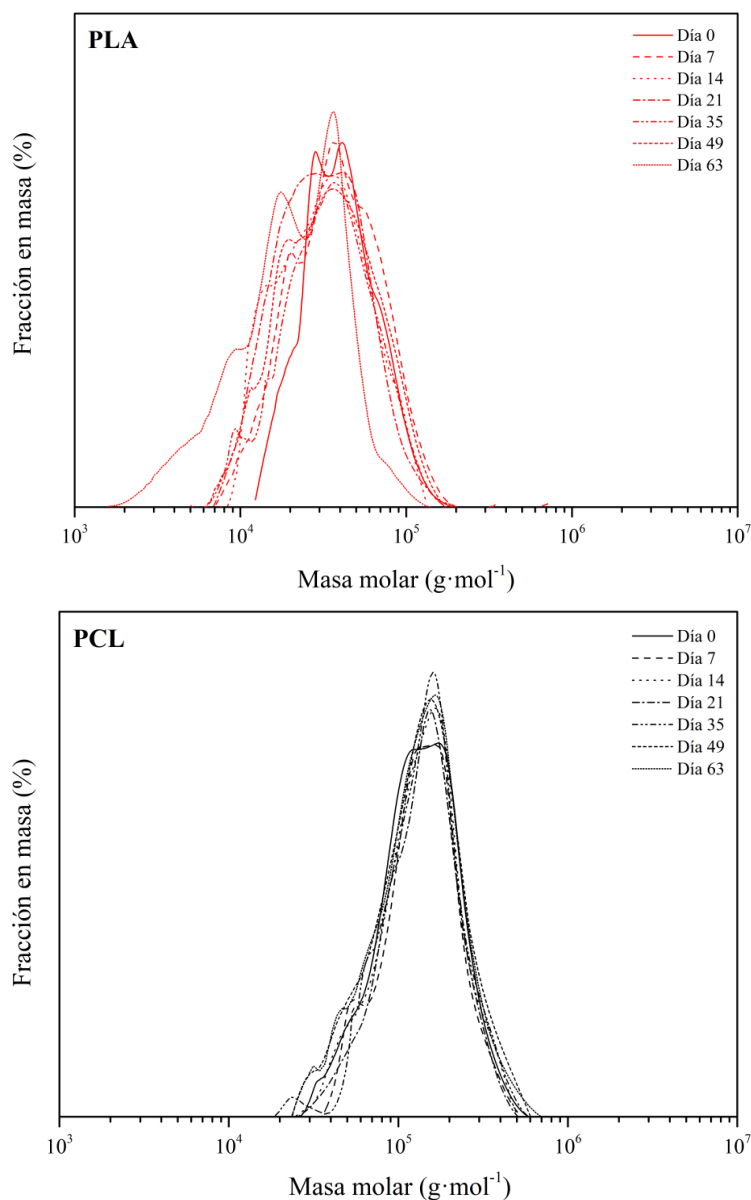 PLA
Día 0
Día 7
Día 14
Día 21
Día 35
Día 49
Día 63
Fracción en masa (%)
10³ 10⁴ 10⁵ 10⁶ 10⁷
Masa molar (g·mol⁻¹)
PCL
Día 0
Día 7
Día 14
Día 21
Día 35
Día 49
Día 63
Fracción en masa (%)
10³ 10⁴ 10⁵ 10⁶ 10⁷
Masa molar (g·mol⁻¹)